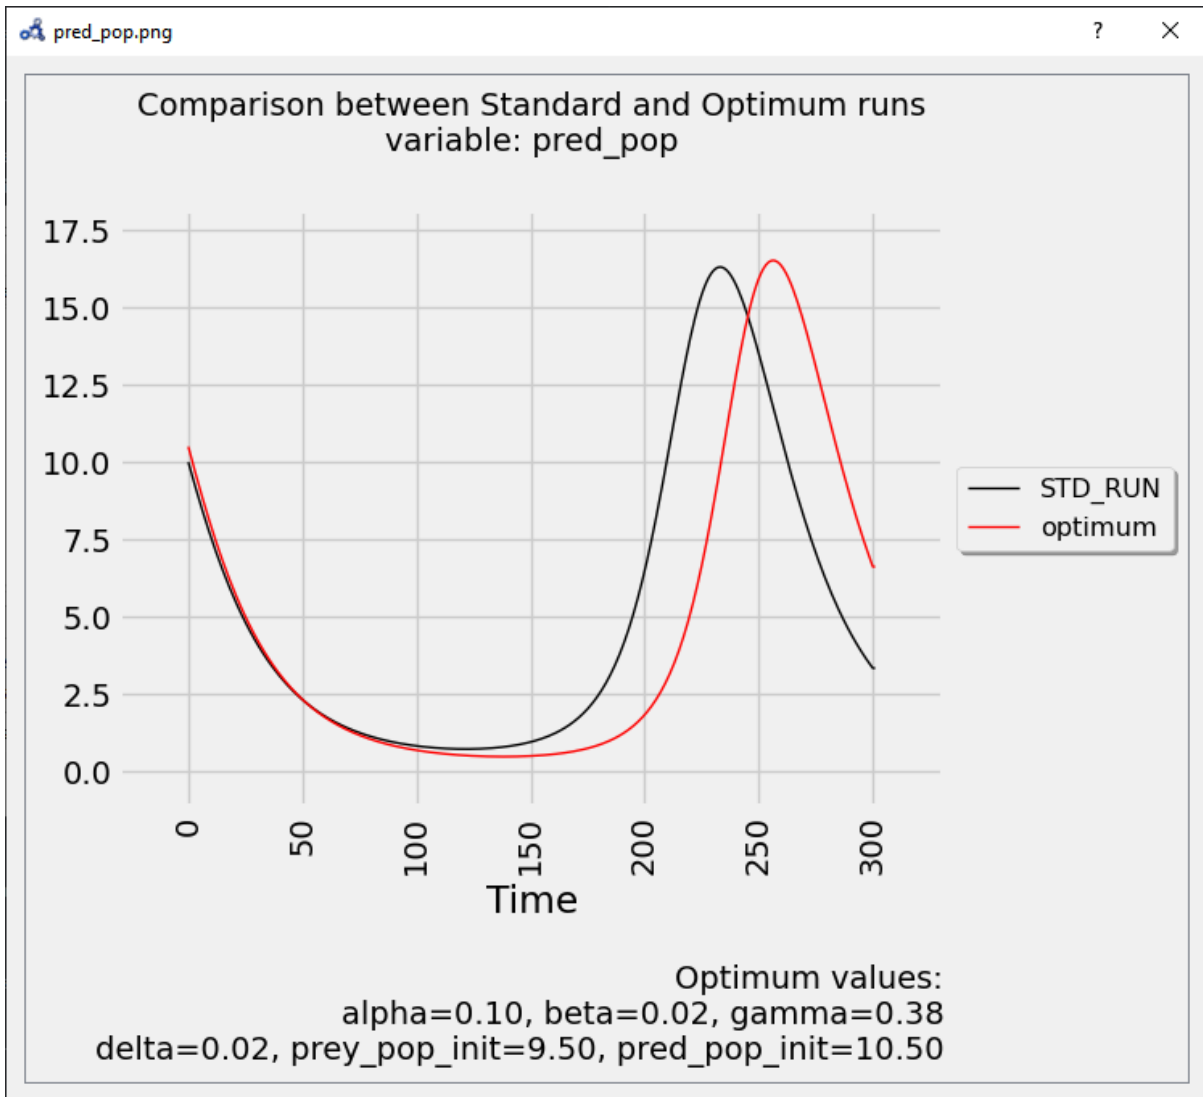 pred_pop.png
?
Comparison between Standard and Optimum runs
variable: pred_pop
17.5
15.0
12.5
10.0
7.5
5.0
2.5
0.0
STD_RUN
optimum
0
50
100
150
200
250
300
Time
Optimum values:
alpha=0.10, beta=0.02, gamma=0.38
delta=0.02, prey_pop_init=9.50, pred_pop_init=10.50